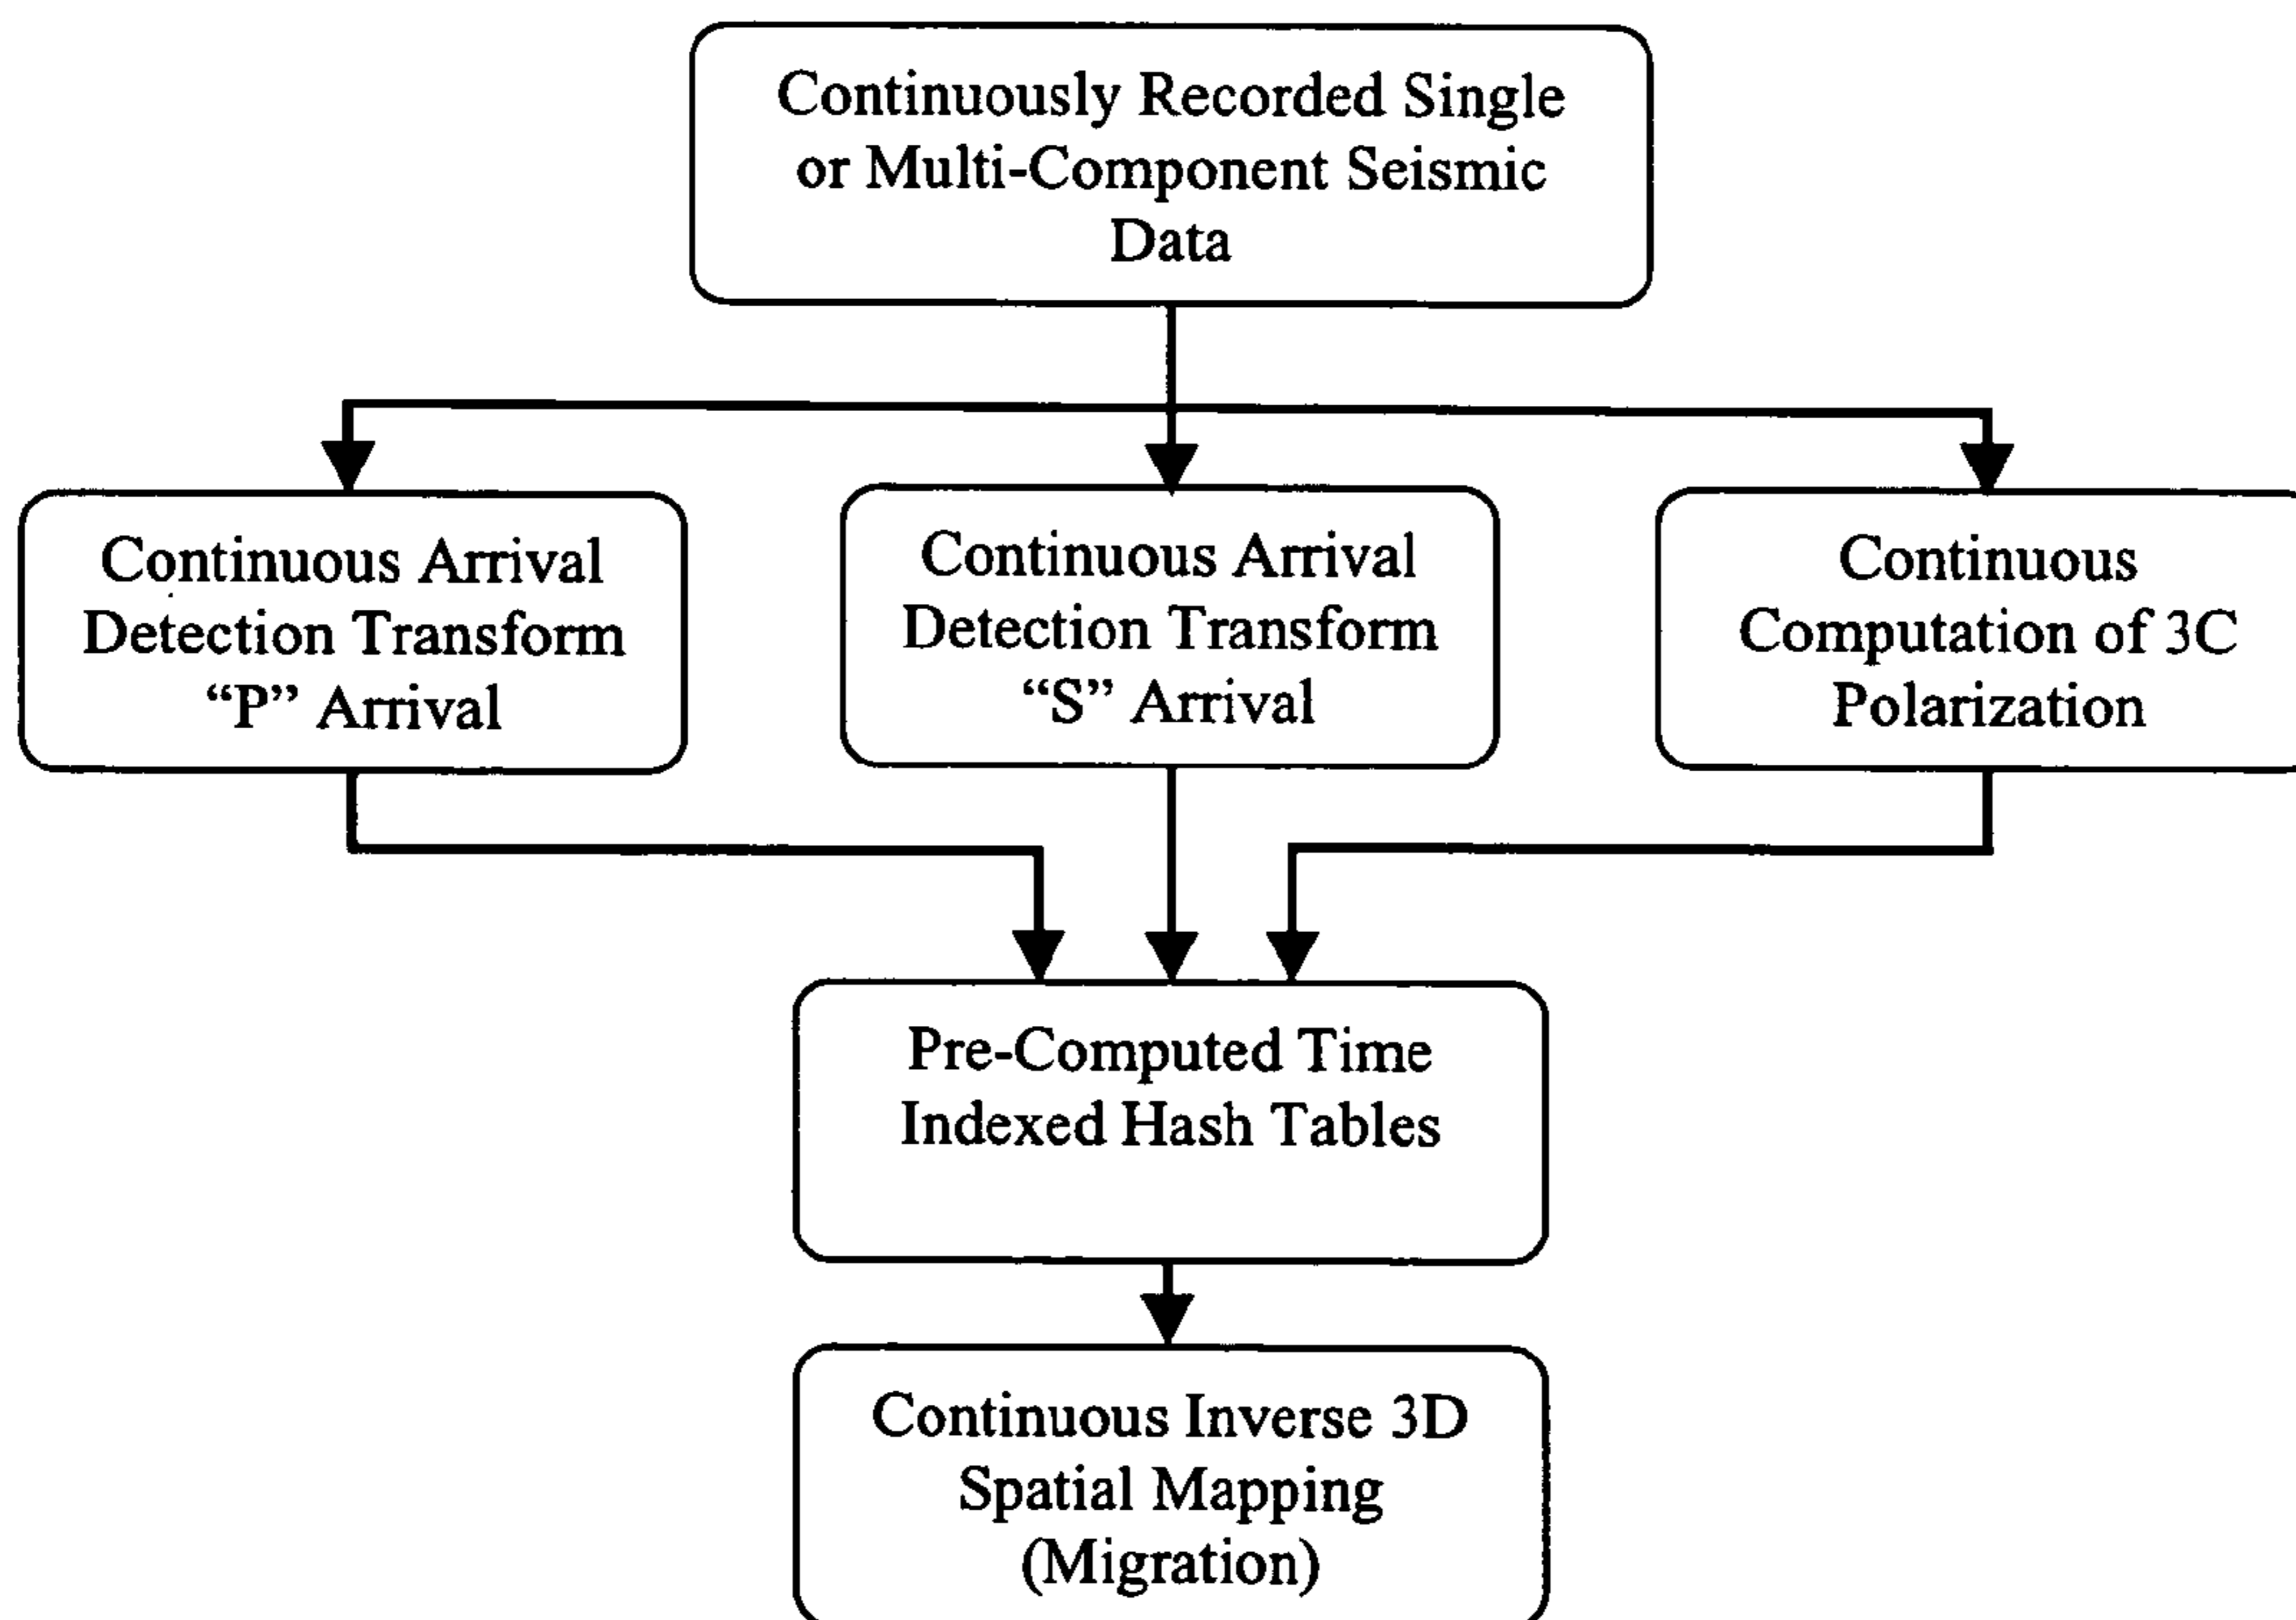 Continuously Recorded Single
or Multi-Component Seismic
Data
Continuous Arrival
Detection Transform
“P” Arrival
Continuous Arrival
Detection Transform
“S” Arrival
Continuous
Computation of 3C
Polarization
Pre-Computed Time
Indexed Hash Tables
Continuous Inverse 3D
Spatial Mapping
(Migration)